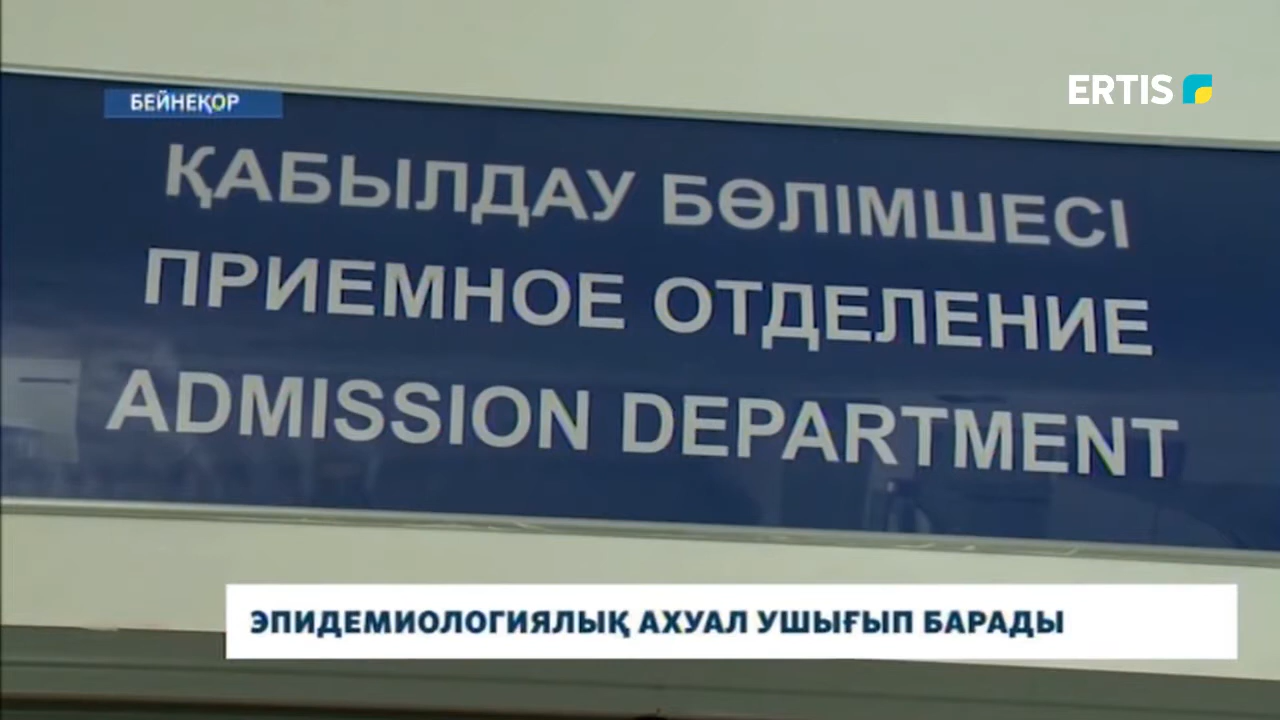 ERTIS
БЕЙНЕҚОР
ҚАБЫЛДАУ БӨЛІМШЕСІ
ПРИЕМНОЕ ОТДЕЛЕНИЕ
ADMISSION DEPARTMENT
ЭПИДЕМИОЛОГИЯЛЫҚ АХУАЛ УШЫҒЫП БАРАДЫ